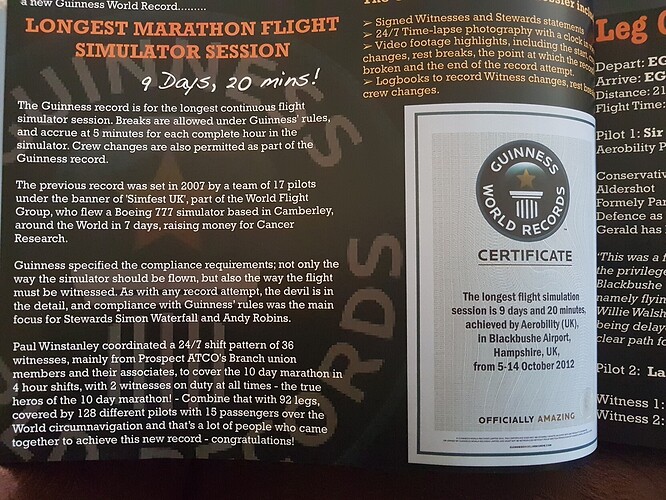 a new Guinness World Record.........
LONGEST MARATHON FLIGHT
SIMULATOR SESSION
9 Days, 20 mins!
The Guinness record is for the longest continuous flight
simulator session. Breaks are allowed under Guinness' rules,
and accrue at 5 minutes for each complete hour in the
simulator. Crew changes are also permitted as part of the
Guinness record.
The previous record was set in 2007 by a team of 17 pilots
under the banner of 'Simfest UK', part of the World Flight
Group, who flew a Boeing 777 simulator based in Camberley,
around the World in 7 days, raising money for Cancer
Research.
Guinness specified the compliance requirements; not only the
way the simulator should be flown, but also the way the flight
must be witnessed. As with any record attempt, the devil is in
the detail, and compliance with Guinness' rules was the main
focus for Stewards Simon Waterfall and Andy Robins.
Paul Winstanley coordinated a 24/7 shift pattern of 36
witnesses, mainly from Prospect ATCO's Branch union
members and their associates, to cover the 10 day marathon in
4 hour shifts, with 2 witnesses on duty at all times - the true
heros of the 10 day marathon! - Combine that with 92 legs,
covered by 128 different pilots with 15 passengers over the
World circumnavigation and that's a lot of people who came
together to achieve this new record - congratulations!
➢ Signed Witnesses and Stewards statements
➢ 24/7 Time-lapse photography with a clock in
➢ Video footage highlights, including the start, c
changes, rest breaks, the point at which the reco
broken and the end of the record attempt.
➢ Logbooks to record Witness changes, rest
crew changes.
GUINNESS
WORLD RECORDS
CERTIFICATE
The longest flight simulation
session is 9 days and 20 minutes,
achieved by Aerobility (UK),
in Blackbushe Airport,
Hampshire, UK,
from 5-14 October 2012
OFFICIALLY AMAZING
Leg
Depart: EG
Arrive: EG
Distance: 21
Flight Time:
Pilot 1: Sir
Aerobility P
Conservativ
Aldershot
Formely Par
Defence as
Gerald has
'This was a f
the privilege
Blackbushe
namely flyin
Willie Walsh
being delay
clear path fo
Pilot 2: La
Witness 1:
Witness 2: